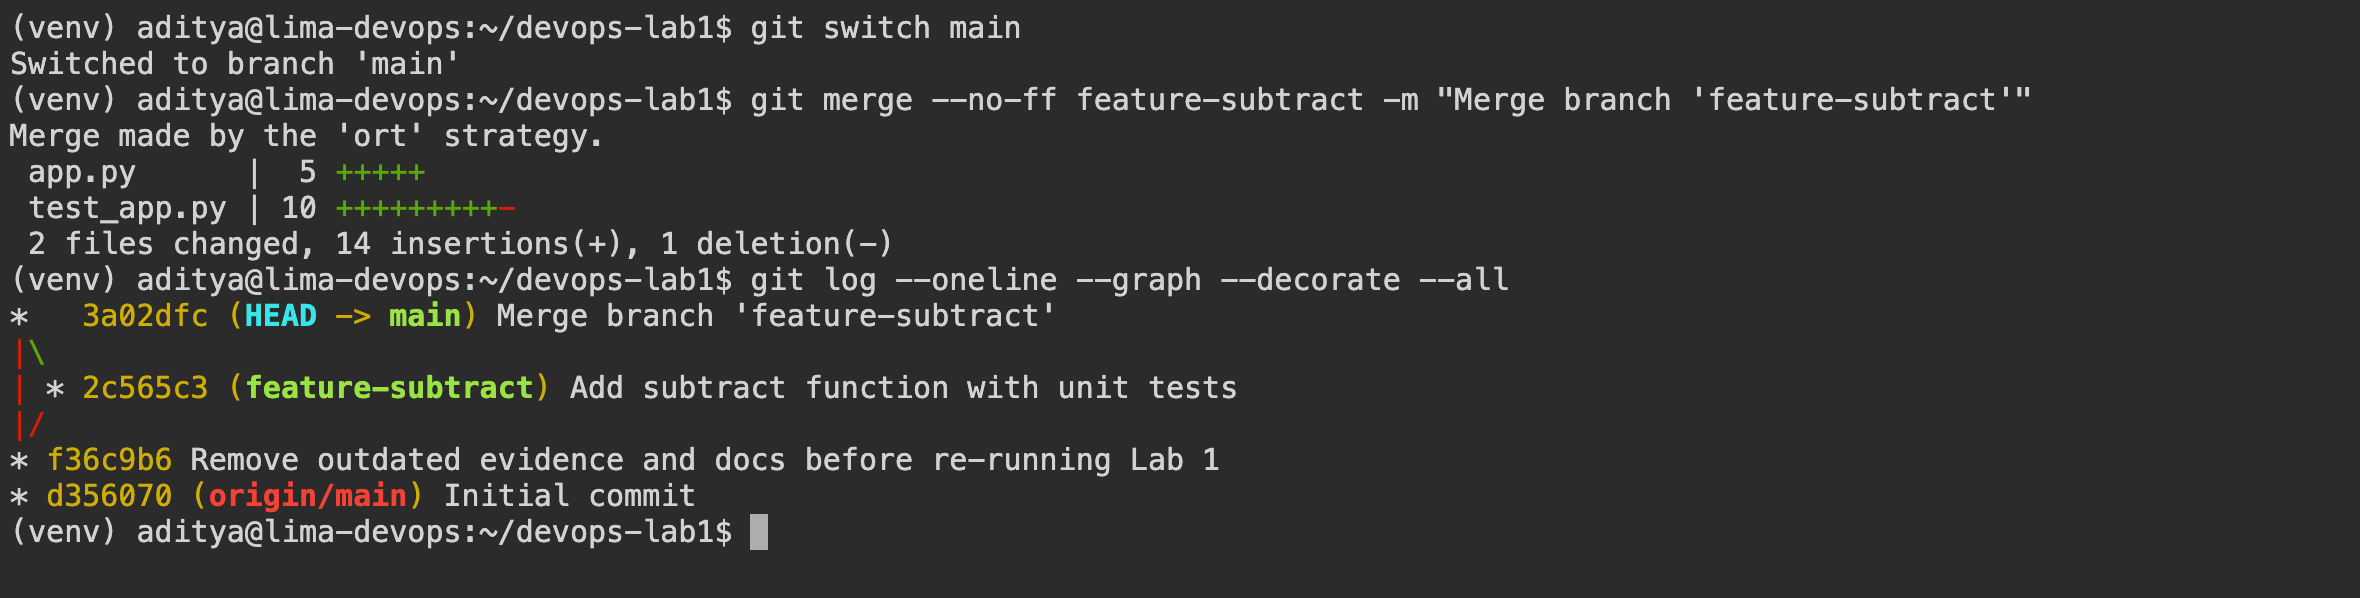 (venv) aditya@lima-devops:~/devops-lab1$ git switch main
Switched to branch 'main'
(venv) aditya@lima-devops:~/devops-lab1$ git merge --no-ff feature-subtract -m "Merge branch 'feature-subtract'"
Merge made by the 'ort' strategy.
 app.py      |  5 +++++
 test_app.py | 10 +++++++++-
 2 files changed, 14 insertions(+), 1 deletion(-)
(venv) aditya@lima-devops:~/devops-lab1$ git log --oneline --graph --decorate --all
*   3a02dfc (HEAD -> main) Merge branch 'feature-subtract'
|\
| * 2c565c3 (feature-subtract) Add subtract function with unit tests
|/
* f36c9b6 Remove outdated evidence and docs before re-running Lab 1
* d356070 (origin/main) Initial commit
(venv) aditya@lima-devops:~/devops-lab1$